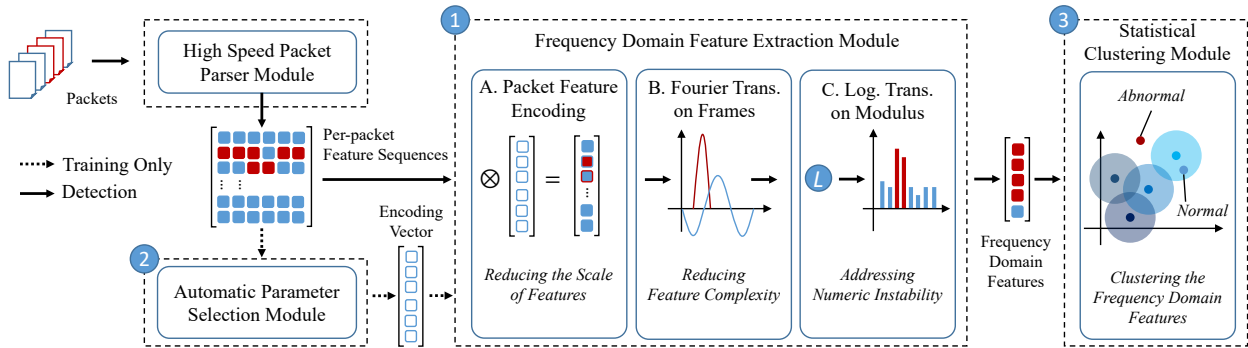 High Speed Packet
Parser Module
Packets
Training Only
Detection
Per-packet
Feature Sequences
2
Automatic Parameter
Selection Module
Encoding
Vector
1
Frequency Domain Feature Extraction Module
A. Packet Feature
Encoding
⊗
=
...
Reducing the Scale
of Features
B. Fourier Trans.
on Frames
Reducing
Feature Complexity
C. Log. Trans.
on Modulus
L
Addressing
Numeric Instability
Frequency
Domain
Features
3
Statistical
Clustering Module
Abnormal
Normal
Clustering the
Frequency Domain
Features